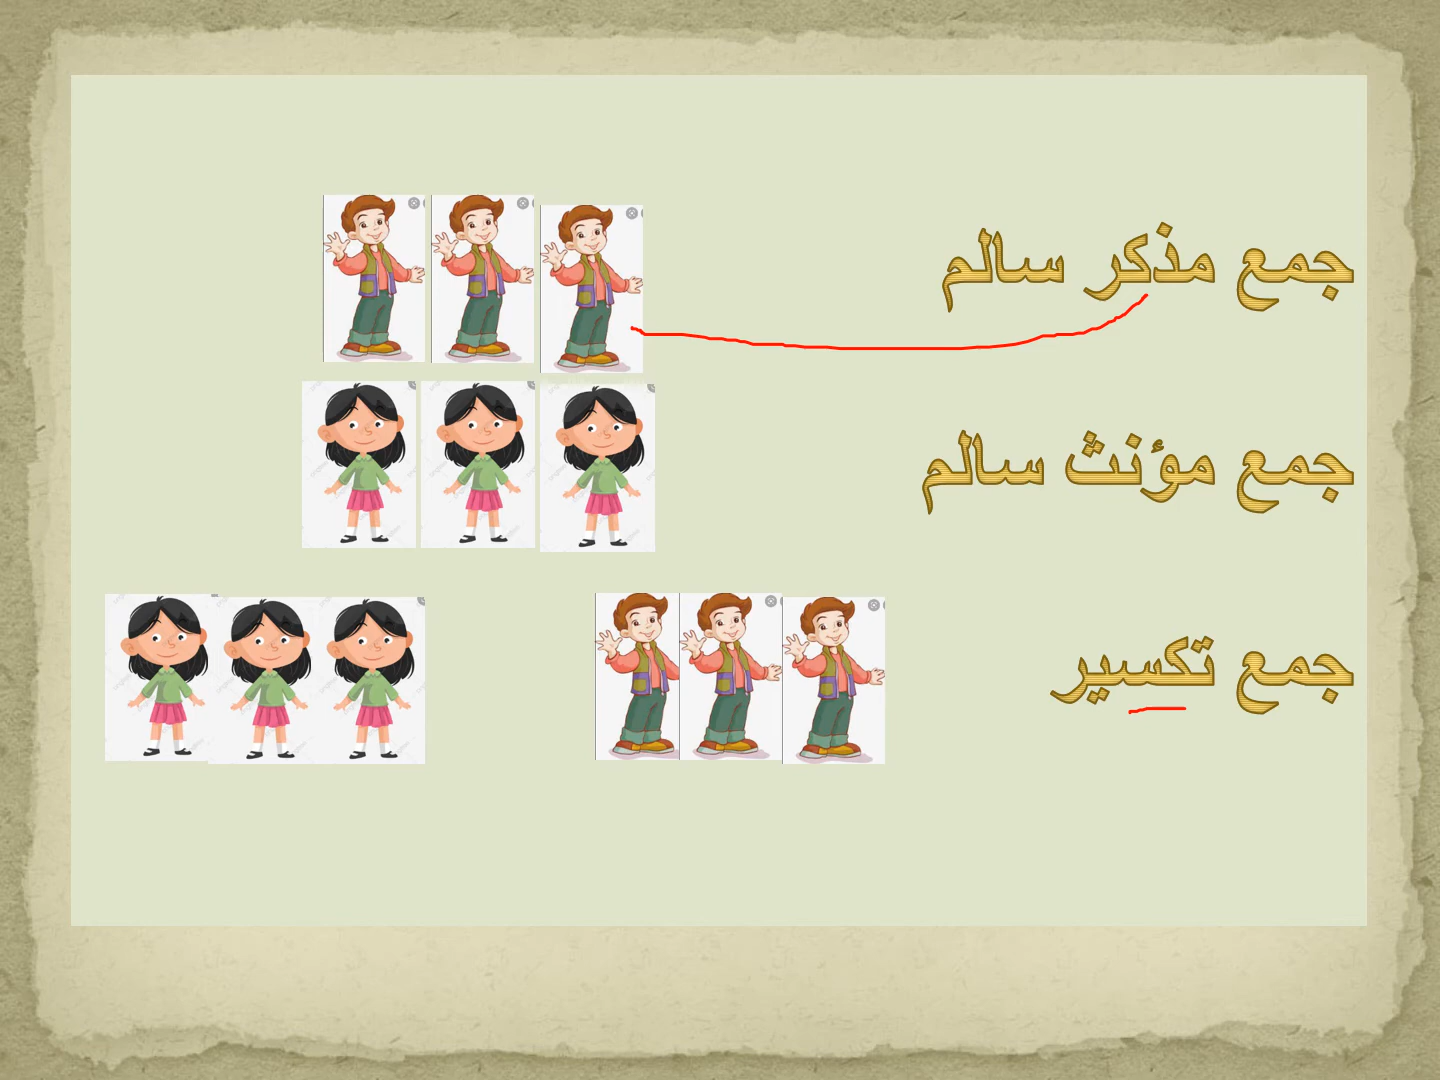 جمع مذكر سالم
جمع مؤنث سالم
جمع تكسير